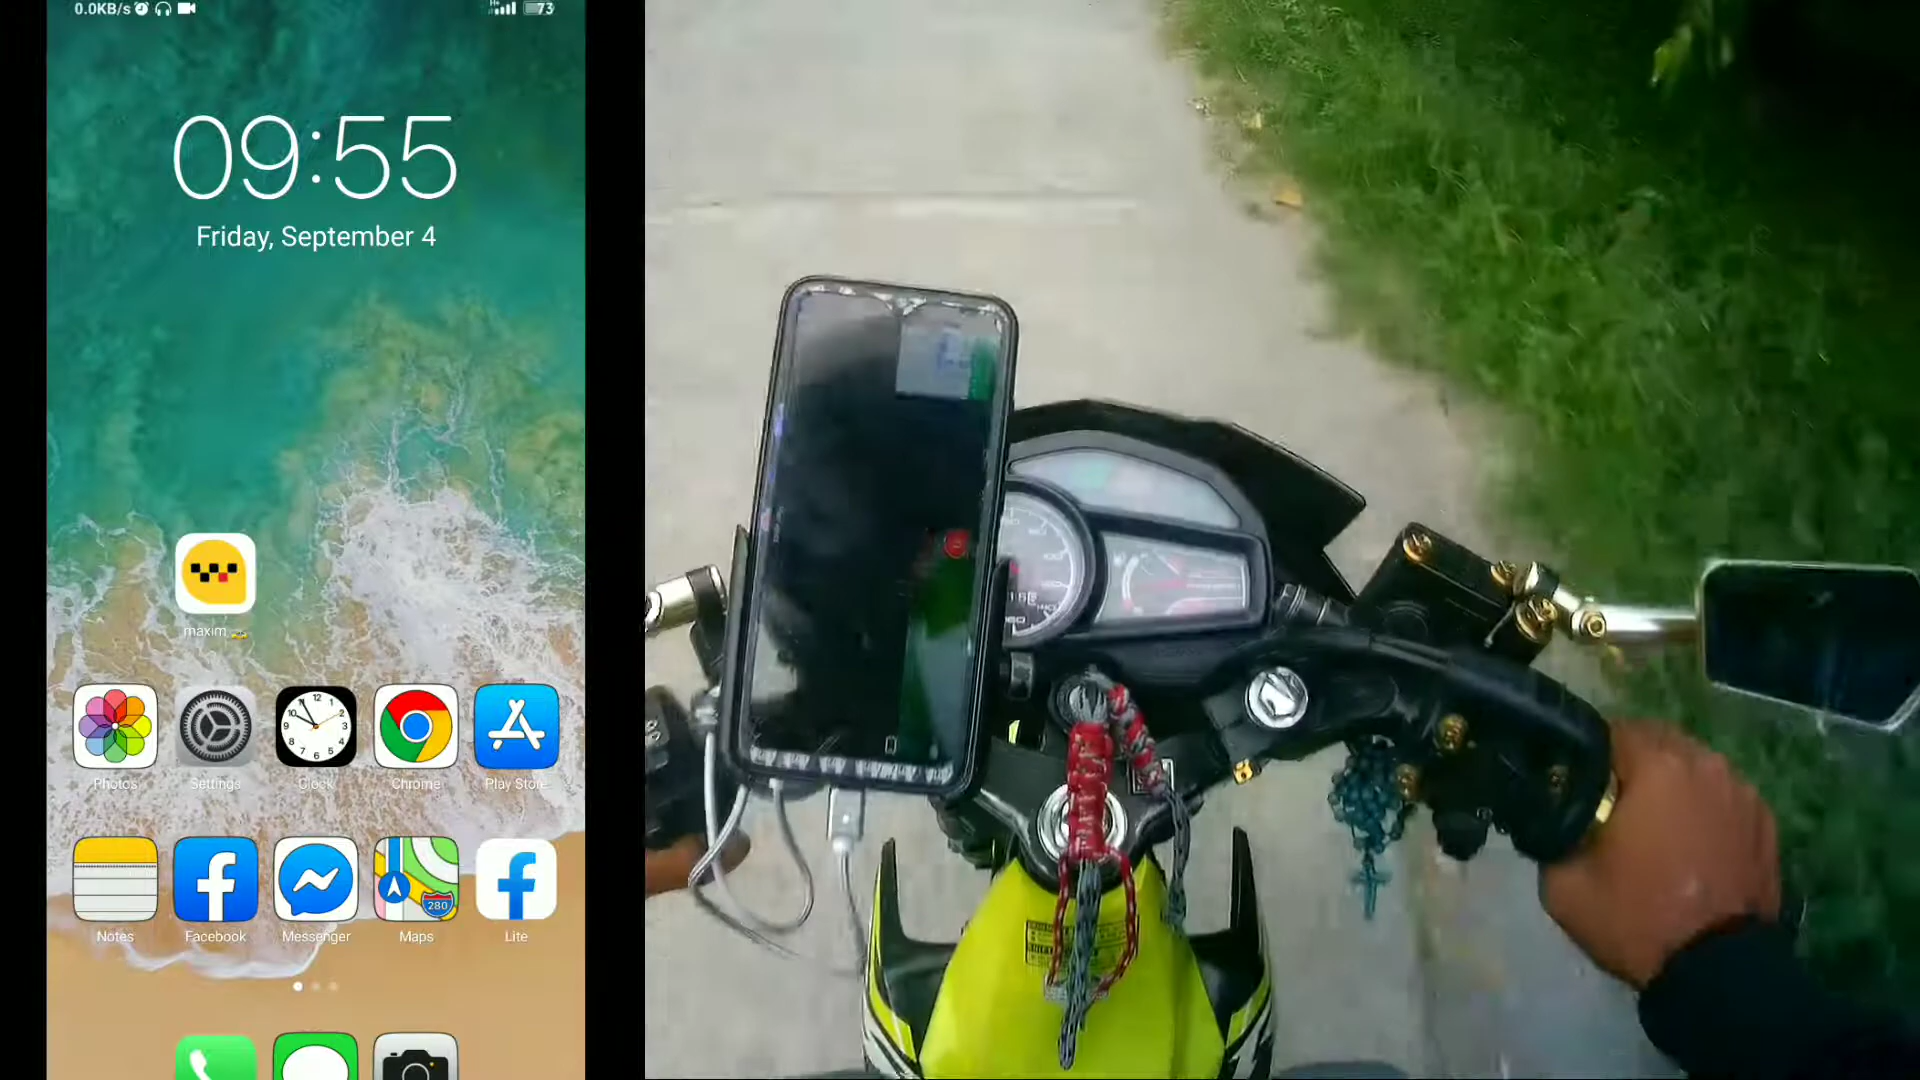 0.0KB/s
73
09:55
Friday, September 4
maxim
Photos
Settings
Clock
Chrome
Play Store
280
Notes
Facebook
Messenger
Maps
Lite